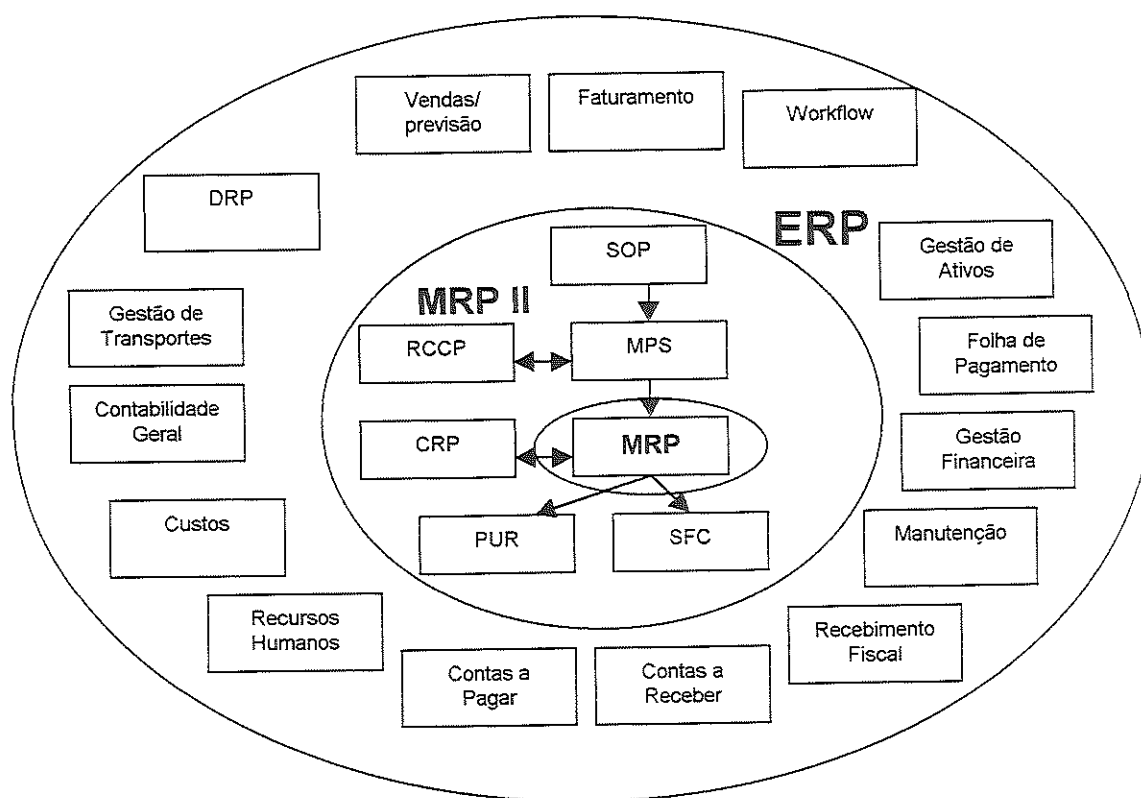 Vendas/
previsão
Faturamento
Workflow
DRP
ERP
SOP
Gestão de
Ativos
MRP II
Gestão de
Transportes
RCCP
MPS
Folha de
Pagamento
Contabilidade
Geral
CRP
MRP
Gestão
Financeira
Custos
PUR
SFC
Manutenção
Recursos
Humanos
Recebimento
Fiscal
Contas a
Pagar
Contas a
Receber